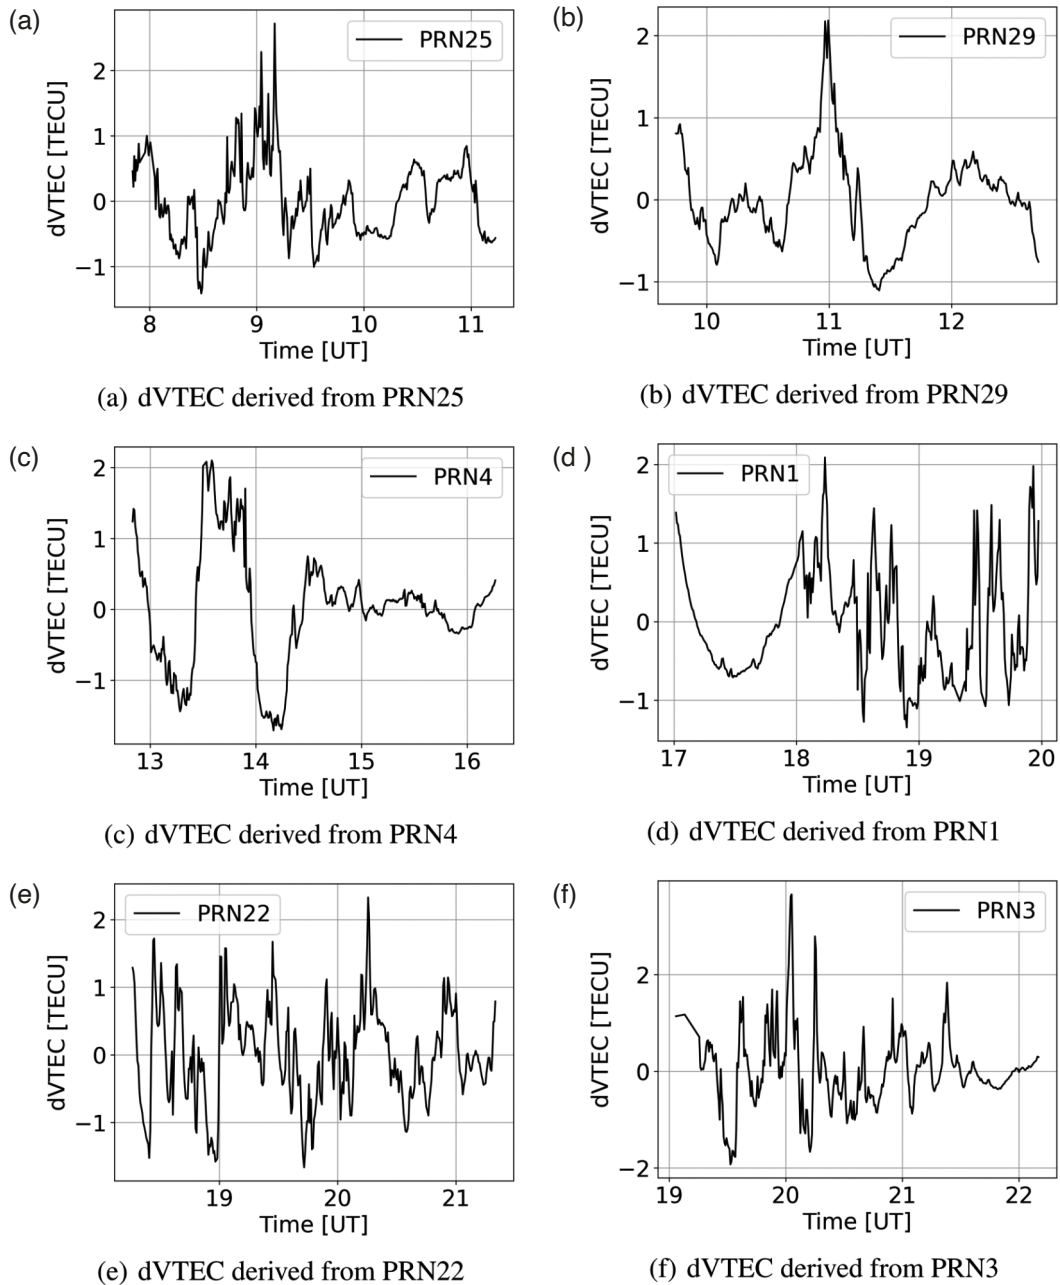 (a)
PRN25
dVTEC [TECU]
2
1
0
−1
8 9 10 11
Time [UT]
(a) dVTEC derived from PRN25
(b)
PRN29
dVTEC [TECU]
2
1
0
−1
10 11 12
Time [UT]
(b) dVTEC derived from PRN29
(c)
PRN4
dVTEC [TECU]
2
1
0
−1
13 14 15 16
Time [UT]
(c) dVTEC derived from PRN4
(d )
PRN1
dVTEC [TECU]
2
1
0
−1
17 18 19 20
Time [UT]
(d) dVTEC derived from PRN1
(e)
PRN22
dVTEC [TECU]
2
1
0
−1
19 20 21
Time [UT]
(e) dVTEC derived from PRN22
(f)
PRN3
dVTEC [TECU]
2
0
−2
19 20 21 22
Time [UT]
(f) dVTEC derived from PRN3